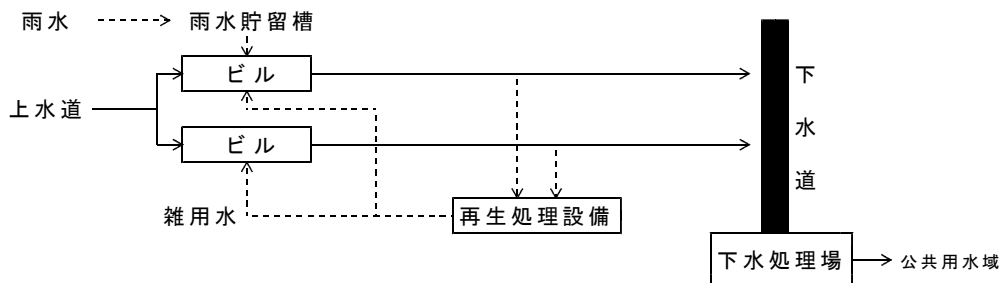 雨水
雨水貯留槽
ビル
上水道
ビル
下水道
雑用水
再生処理設備
下水処理場
公共用水域